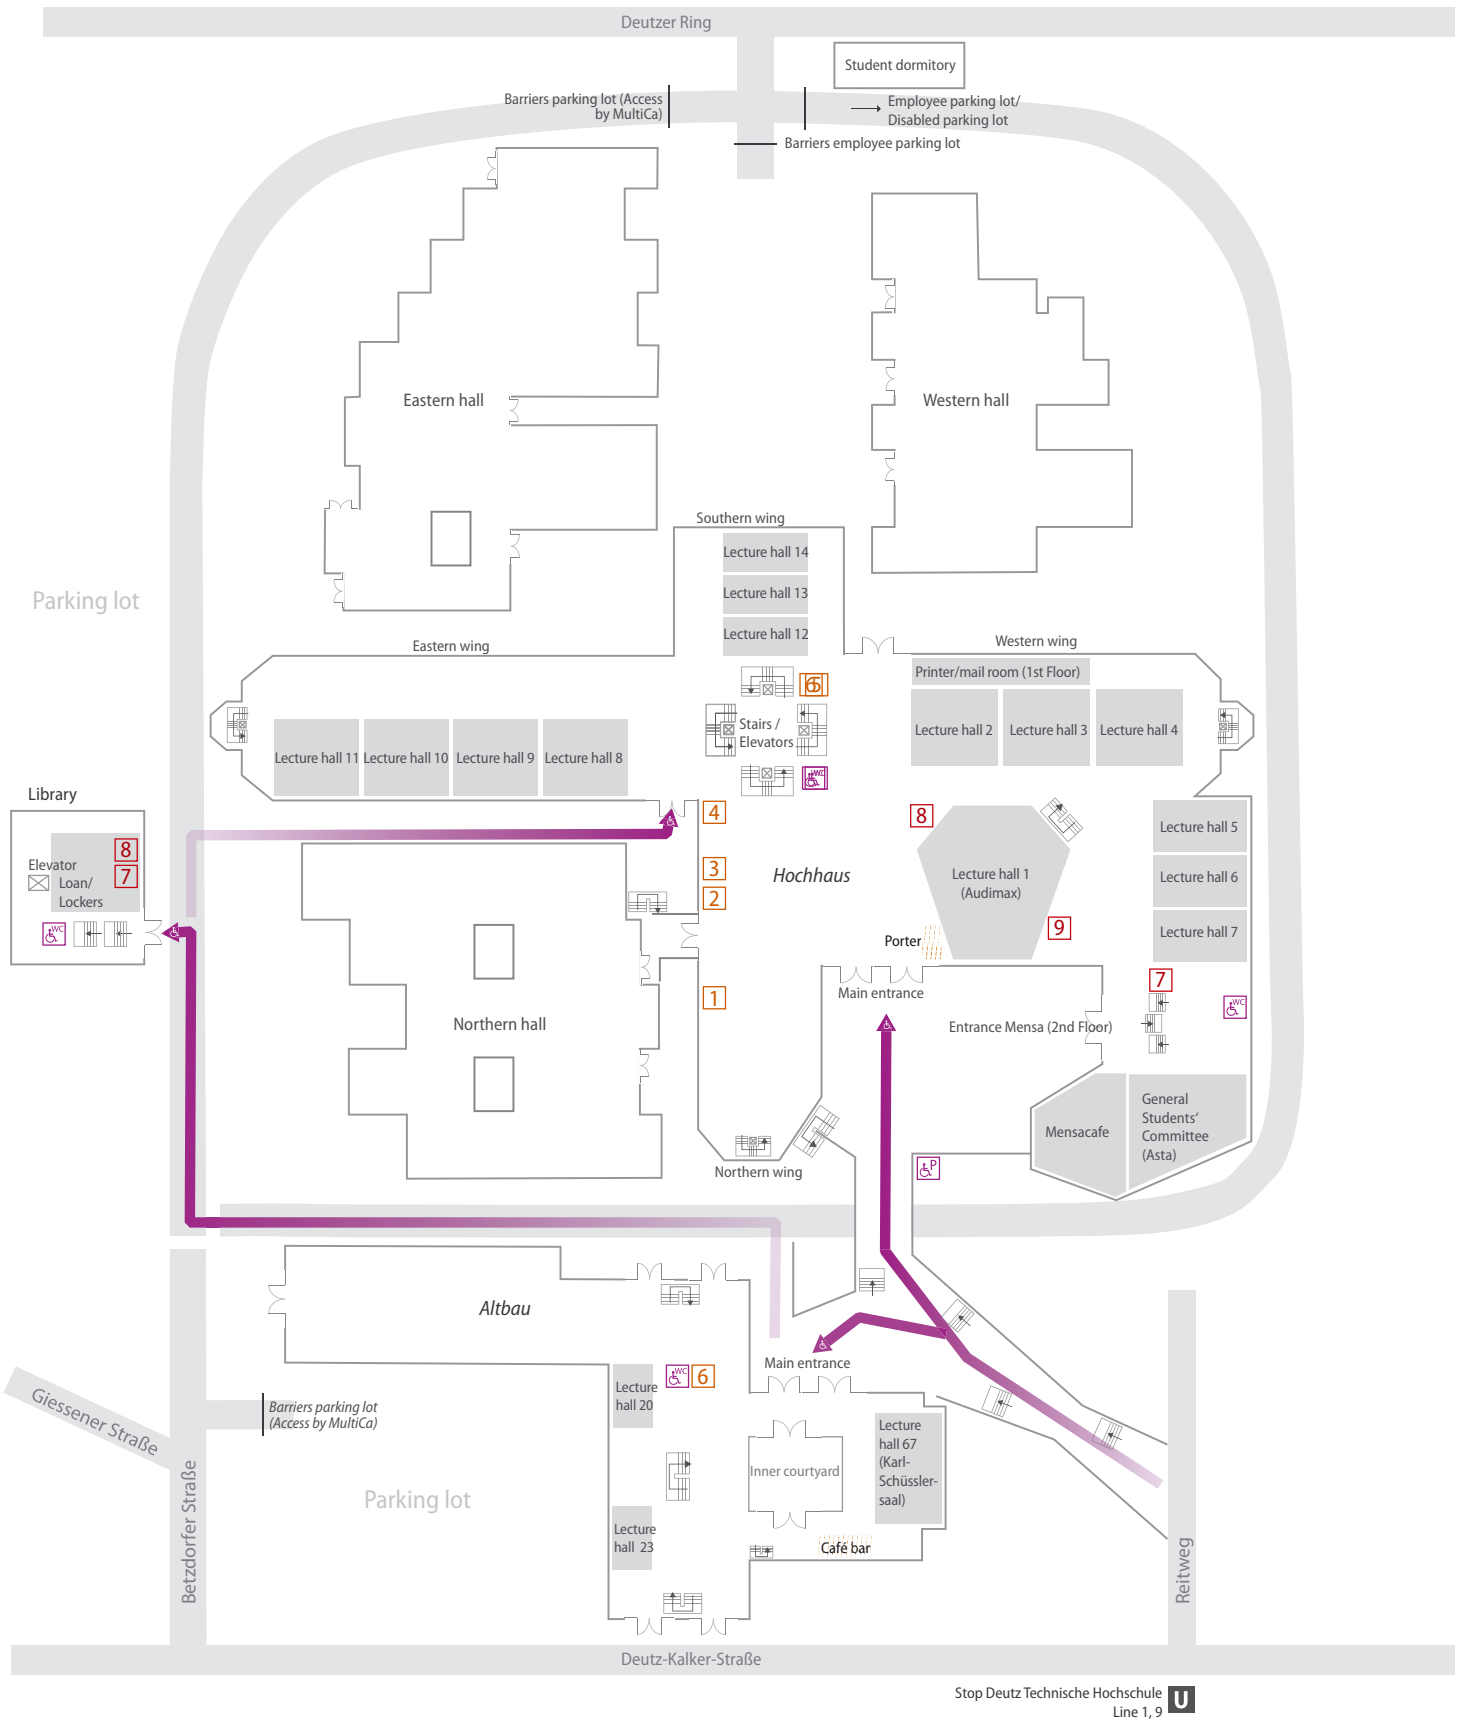 Deutzer Ring
Student dormitory
Barriers parking lot (Access
by MultiCa)
Employee parking lot/
Disabled parking lot
Barriers employee parking lot
Eastern hall
Western hall
Southern wing
Lecture hall 14
Lecture hall 13
Lecture hall 12
Parking lot
Eastern wing
Western wing
Printer/mail room (1st Floor)
6
5
Stairs /
Elevators
Lecture hall 2
Lecture hall 3
Lecture hall 4
Lecture hall 11
Lecture hall 10
Lecture hall 9
Lecture hall 8
WC
Library
4
8
Lecture hall 5
8
Elevator
7
Loan/
Lockers
3
2
Hochhaus
Lecture hall 1
(Audimax)
Lecture hall 6
WC
Porter
9
Lecture hall 7
1
Main entrance
7
WC
Northern hall
Entrance Mensa (2nd Floor)
Mensacafe
General
Students‘
Committee
(Asta)
Northern wing
P
Altbau
Main entrance
WC
6
Lecture
hall 20
Giessener Straße
Barriers parking lot
(Access by MultiCa)
Lecture
hall 67
(Karl-
Schüssler-
saal)
Inner courtyard
Parking lot
Betzdorfer Straße
Lecture
hall 23
Café bar
Reitweg
Deutz-Kalker-Straße
Stop Deutz Technische Hochschule
Line 1, 9
U